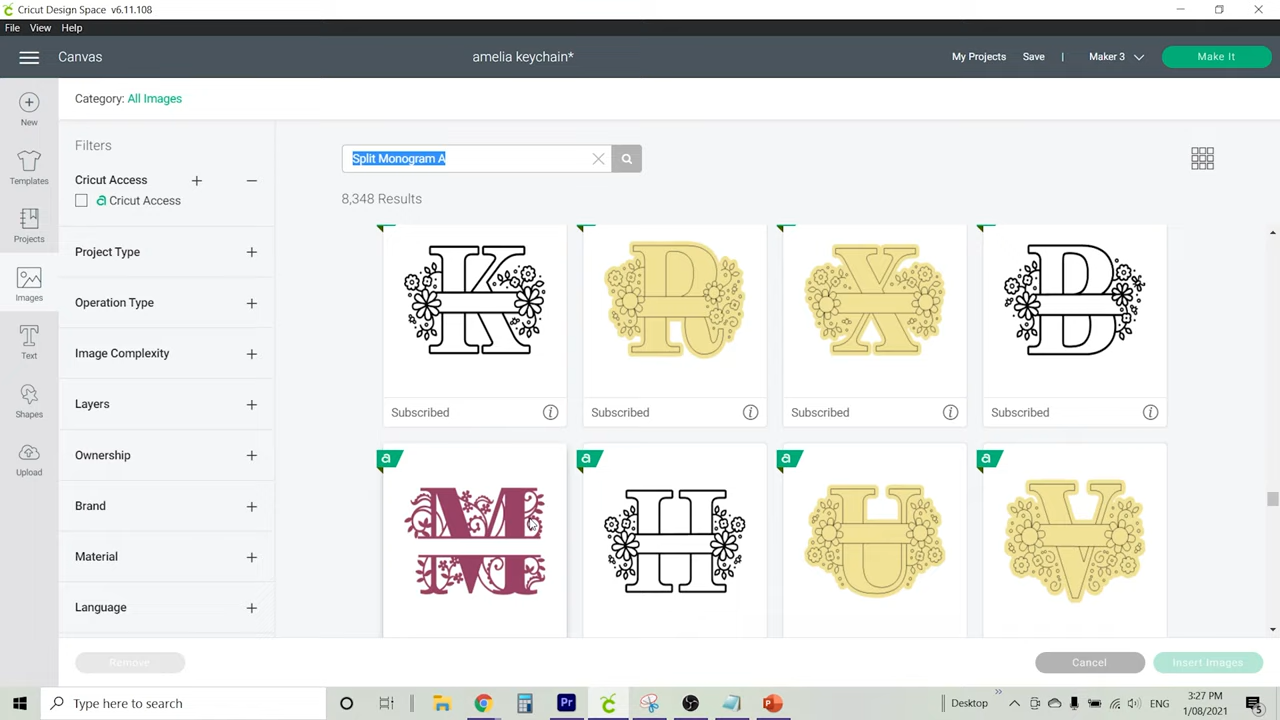 Cricut Design Space v6.11.108
File View Help
Canvas
amelia keychain*
My Projects Save | Maker 3 Make It
New
Templates
Projects
Images
Text
Shapes
Upload
Category: All Images
Filters
Cricut Access
a Cricut Access
Project Type
Operation Type
Image Complexity
Layers
Ownership
Brand
Material
Language
Split Monogram A
8,348 Results
K R X B
Subscribed Subscribed Subscribed Subscribed
a a a a
M H U V
Remove Cancel Insert Images
Type here to search
Pr
Desktop
ENG
3:27 PM
1/08/2021
5